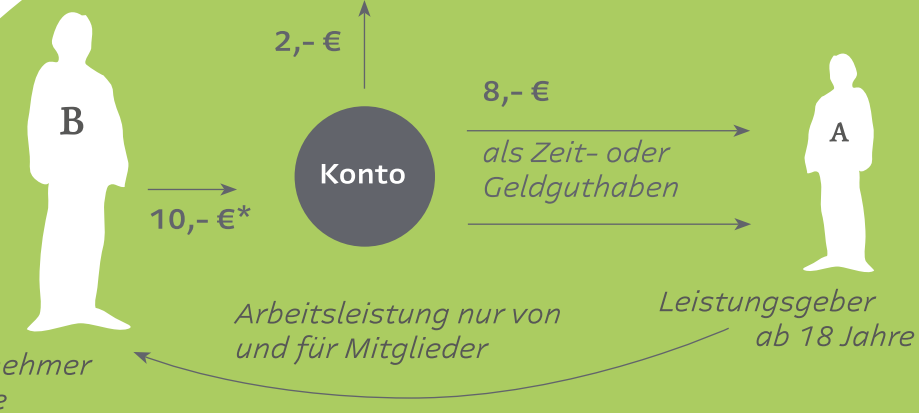 2,- €
8,- €
B
A
als Zeit- oder
Geldguthaben
Konto
10,- €*
Arbeitsleistung nur von
und für Mitglieder
Leistungsgeber
ab 18 Jahre